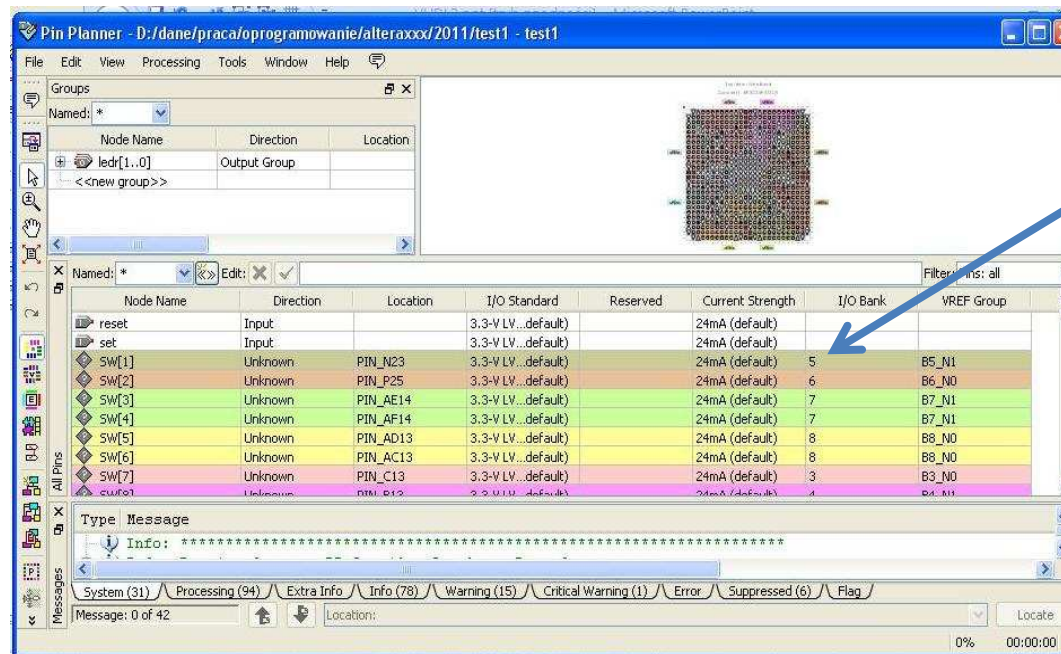 Pin Planner - D:/dane/praca/oprogramowanie/alteraxxx/2011/test1 - test1
File Edit View Processing Tools Window Help
Groups
Named: *
Node Name Direction Location
ledr[1..0] Output Group
<<new group>>
Named: * Edit: Filter: Pins: all
Node Name Direction Location I/O Standard Reserved Current Strength I/O Bank VREF Group
reset Input 3.3-V LV...default) 24mA (default)
set Input 3.3-V LV...default) 24mA (default)
SW[1] Unknown PIN_N23 3.3-V LV...default) 24mA (default) 5 B5_N1
SW[2] Unknown PIN_P25 3.3-V LV...default) 24mA (default) 6 B6_N0
SW[3] Unknown PIN_AE14 3.3-V LV...default) 24mA (default) 7 B7_N1
SW[4] Unknown PIN_AF14 3.3-V LV...default) 24mA (default) 7 B7_N1
SW[5] Unknown PIN_AD13 3.3-V LV...default) 24mA (default) 8 B8_N0
SW[6] Unknown PIN_AC13 3.3-V LV...default) 24mA (default) 8 B8_N0
SW[7] Unknown PIN_C13 3.3-V LV...default) 24mA (default) 3 B3_N0
All Pins
Type Message
Info: *******************************************************************
System (31) Processing (94) Extra Info Info (78) Warning (15) Critical Warning (1) Error Suppressed (6) Flag
Messages
Message: 0 of 42 Location: Locate
0% 00:00:00